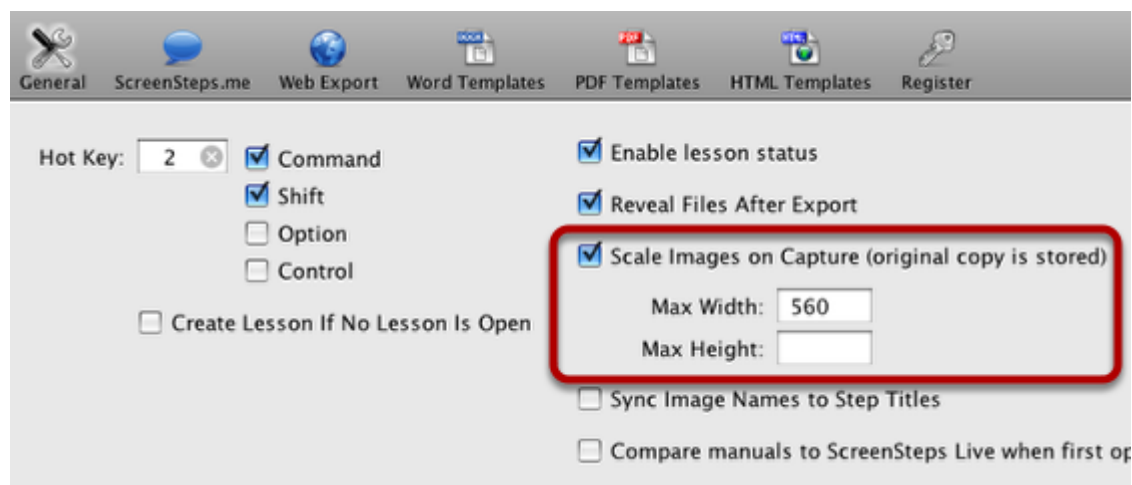 General ScreenSteps.me Web Export Word Templates PDF Templates HTML Templates Register
Hot Key: 2
Command
Shift
Option
Control
Create Lesson If No Lesson Is Open
Enable lesson status
Reveal Files After Export
Scale Images on Capture (original copy is stored)
Max Width: 560
Max Height:
Sync Image Names to Step Titles
Compare manuals to ScreenSteps Live when first op